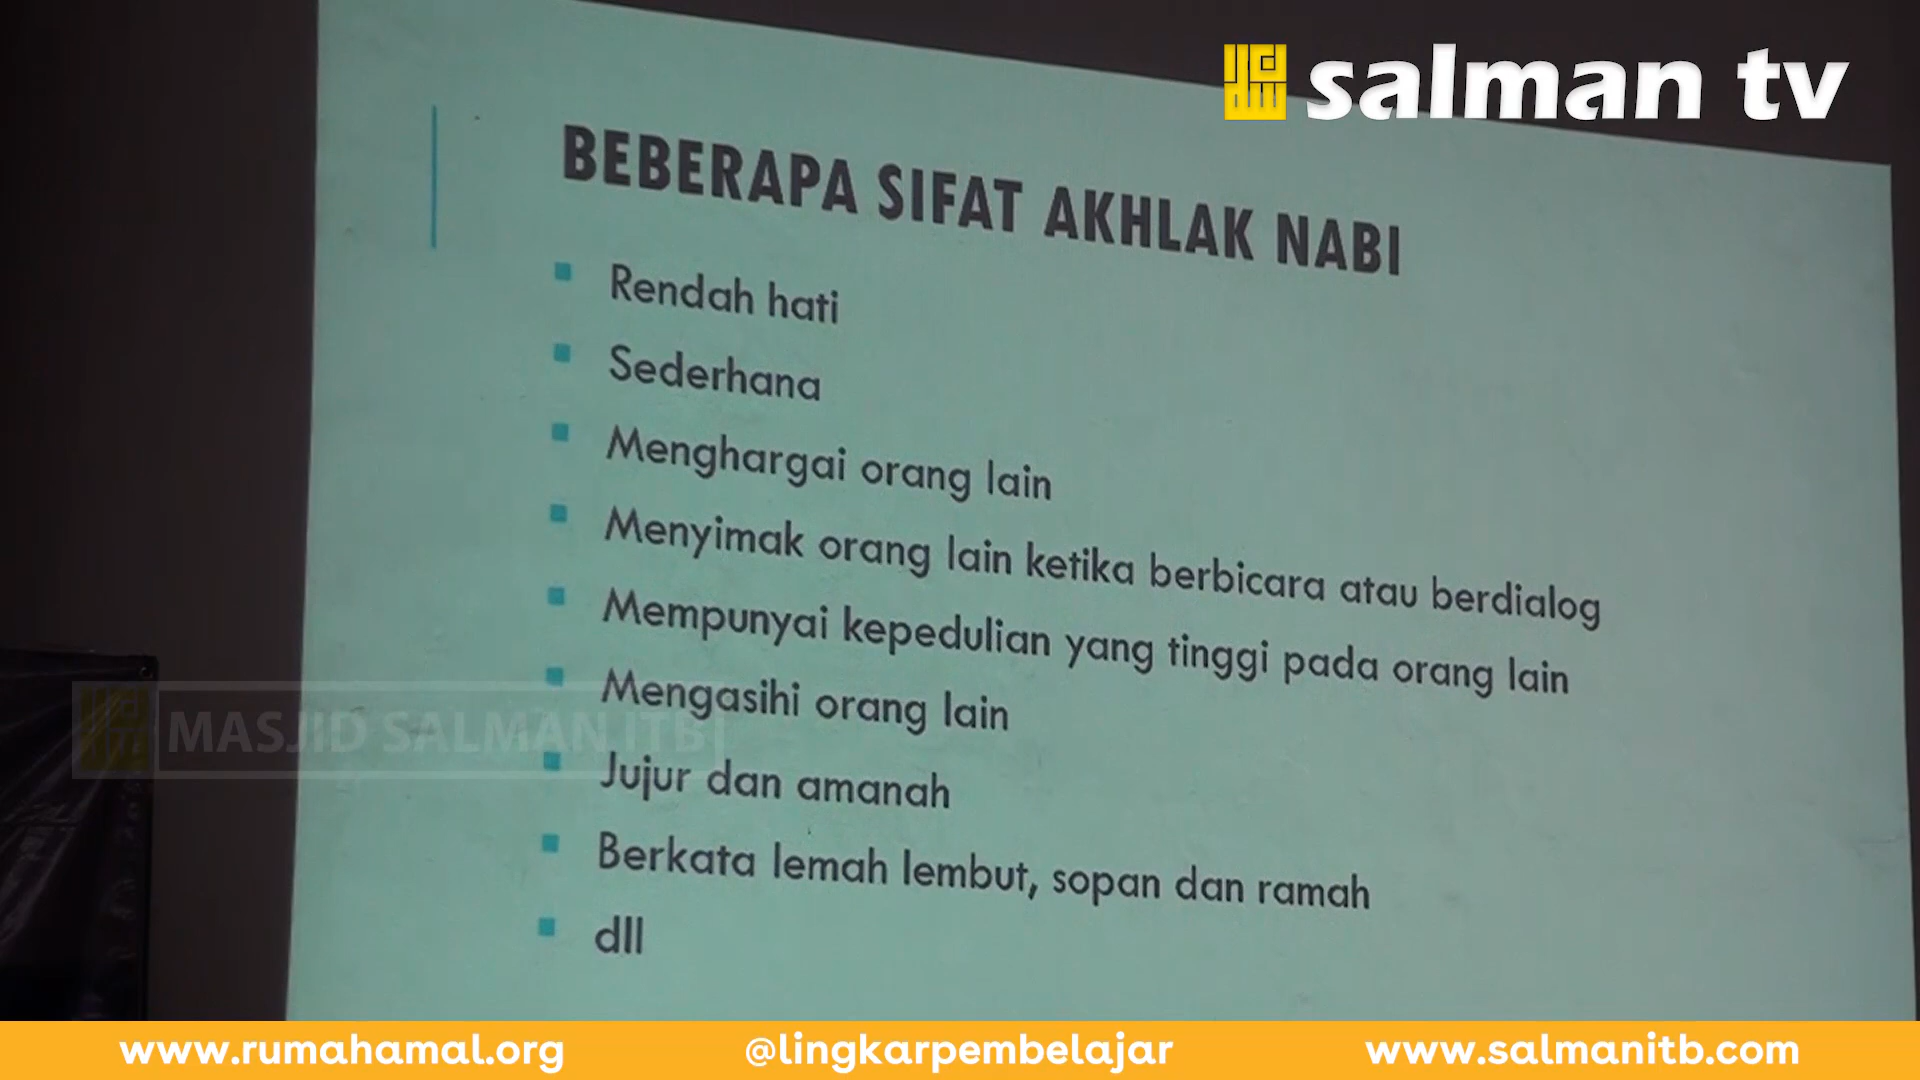 salman tv
BEBERAPA SIFAT AKHLAK NABI
Rendah hati
Sederhana
Menghargai orang lain
Menyimak orang lain ketika berbicara atau berdialog
Mempunyai kepedulian yang tinggi pada orang lain
Mengasihi orang lain
MASJID SALMAN ITB
Jujur dan amanah
Berkata lemah lembut, sopan dan ramah
dll
www.rumahamal.org
@lingkarpembelajar
www.salmanitb.com